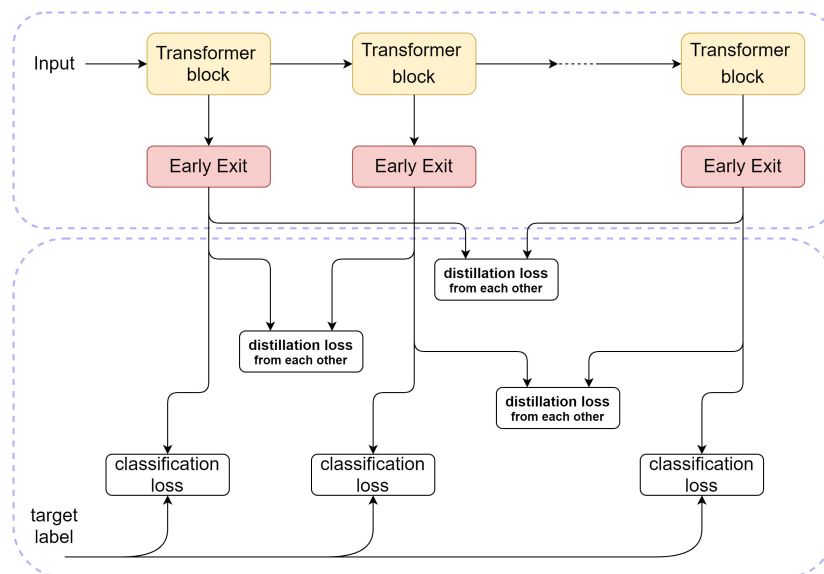 Input
Transformer
block
Transformer
block
Transformer
block
Early Exit
Early Exit
Early Exit
distillation loss
from each other
distillation loss
from each other
distillation loss
from each other
classification
loss
classification
loss
classification
loss
target
label